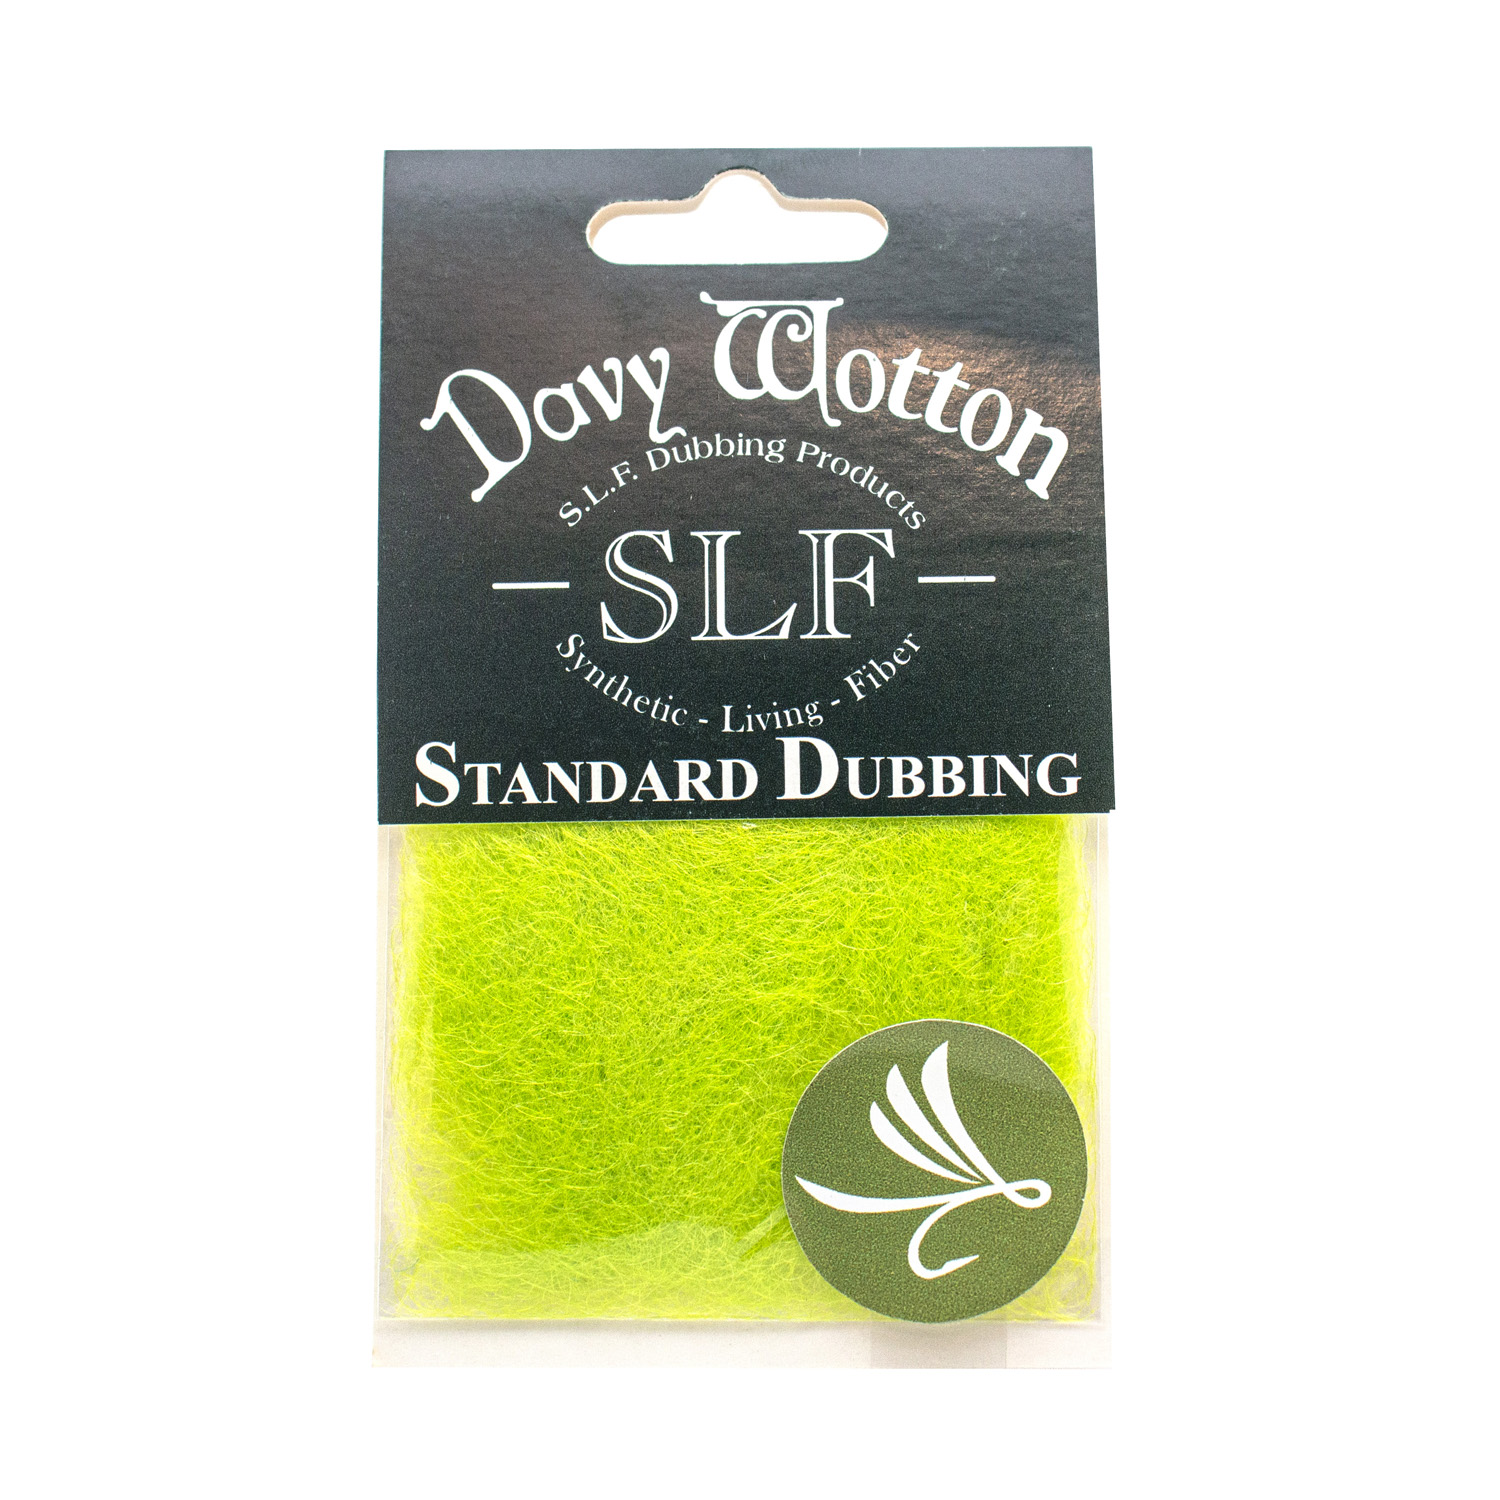 Davy Wotton
S.L.F. Dubbing Products
SLF
Synthetic - Living - Fiber
STANDARD DUBBING